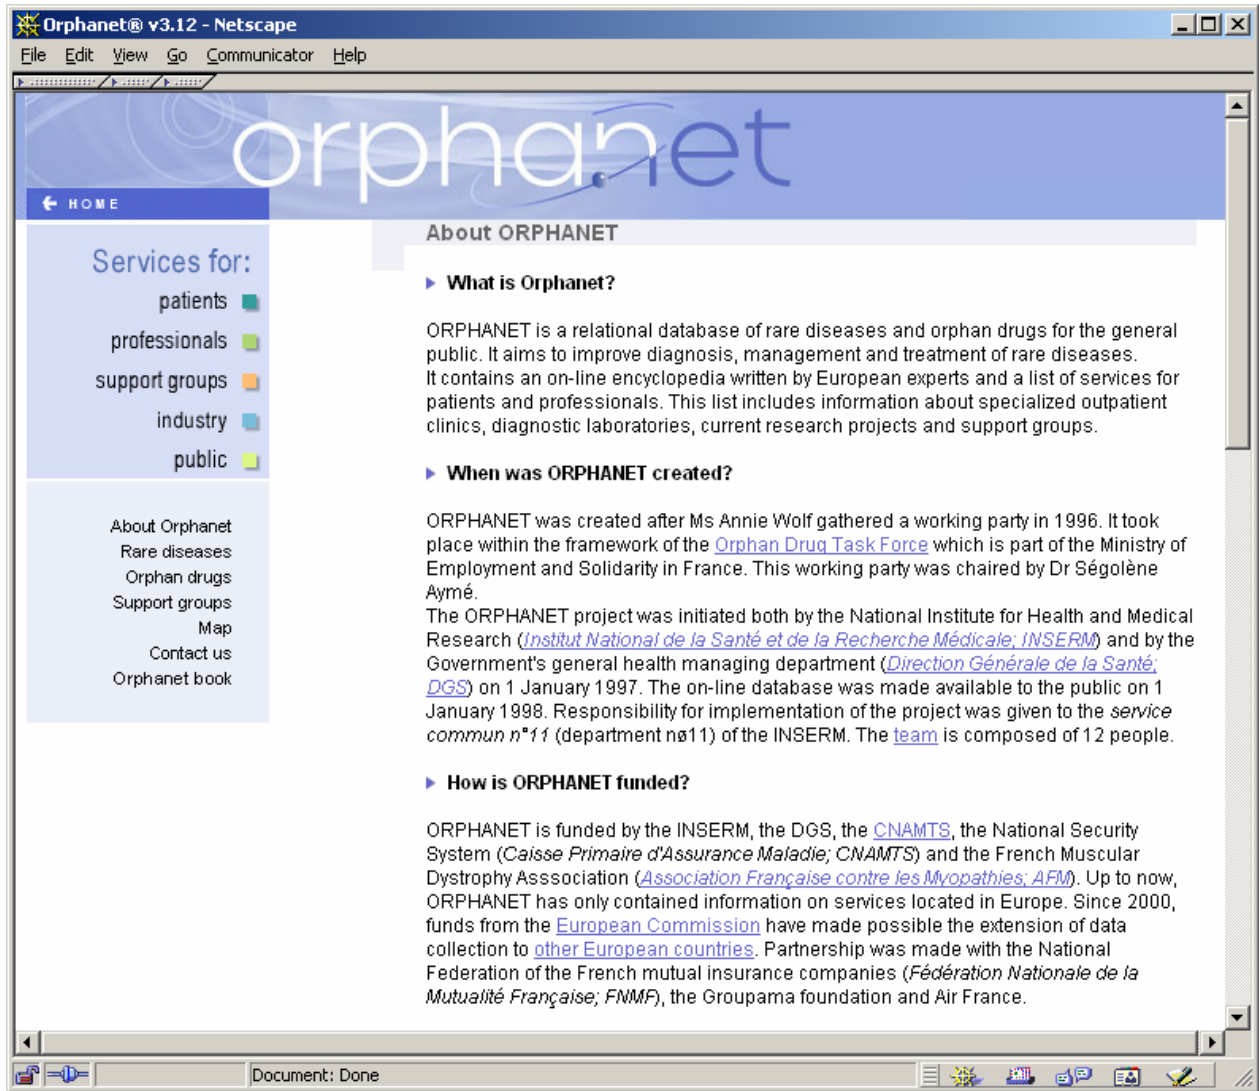 Orphanet® v3.12 - Netscape
File Edit View Go Communicator Help
orphanet
HOME
Services for:
patients
professionals
support groups
industry
public
About Orphanet
Rare diseases
Orphan drugs
Support groups
Map
Contact us
Orphanet book
About ORPHANET
What is Orphanet?
ORPHANET is a relational database of rare diseases and orphan drugs for the general
public. It aims to improve diagnosis, management and treatment of rare diseases.
It contains an on-line encyclopedia written by European experts and a list of services for
patients and professionals. This list includes information about specialized outpatient
clinics, diagnostic laboratories, current research projects and support groups.
When was ORPHANET created?
ORPHANET was created after Ms Annie Wolf gathered a working party in 1996. It took
place within the framework of the Orphan Drug Task Force which is part of the Ministry of
Employment and Solidarity in France. This working party was chaired by Dr Ségolène
Aymé.
The ORPHANET project was initiated both by the National Institute for Health and Medical
Research (Institut National de la Santé et de la Recherche Médicale; INSERM) and by the
Government's general health managing department (Direction Générale de la Santé;
DGS) on 1 January 1997. The on-line database was made available to the public on 1
January 1998. Responsibility for implementation of the project was given to the service
commun n°11 (department nø11) of the INSERM. The team is composed of 12 people.
How is ORPHANET funded?
ORPHANET is funded by the INSERM, the DGS, the CNAMTS, the National Security
System (Caisse Primaire d'Assurance Maladie; CNAMTS) and the French Muscular
Dystrophy Asssociation (Association Française contre les Myopathies; AFM). Up to now,
ORPHANET has only contained information on services located in Europe. Since 2000,
funds from the European Commission have made possible the extension of data
collection to other European countries. Partnership was made with the National
Federation of the French mutual insurance companies (Fédération Nationale de la
Mutualité Française; FNMF), the Groupama foundation and Air France.
Document: Done